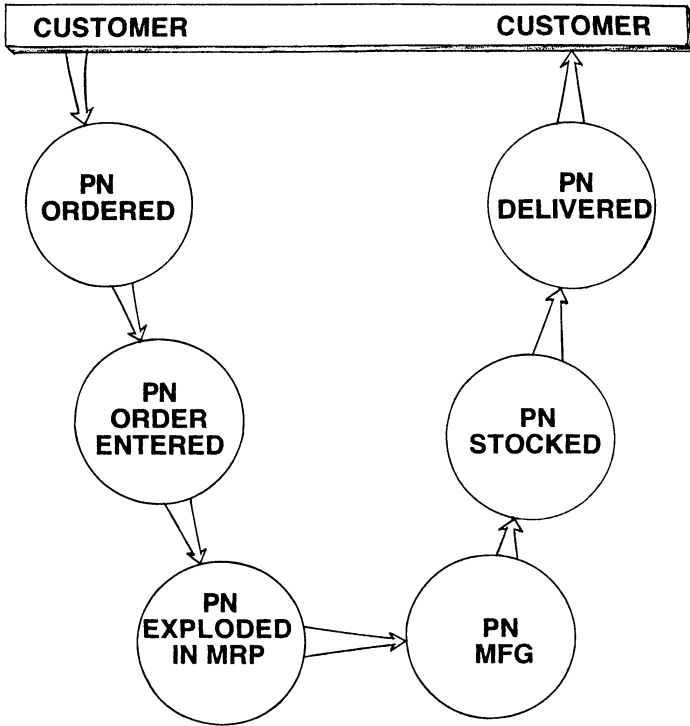 CUSTOMER
CUSTOMER
PN
ORDERED
PN
ORDER
ENTERED
PN
EXPLODED
IN MRP
PN
MFG
PN
STOCKED
PN
DELIVERED